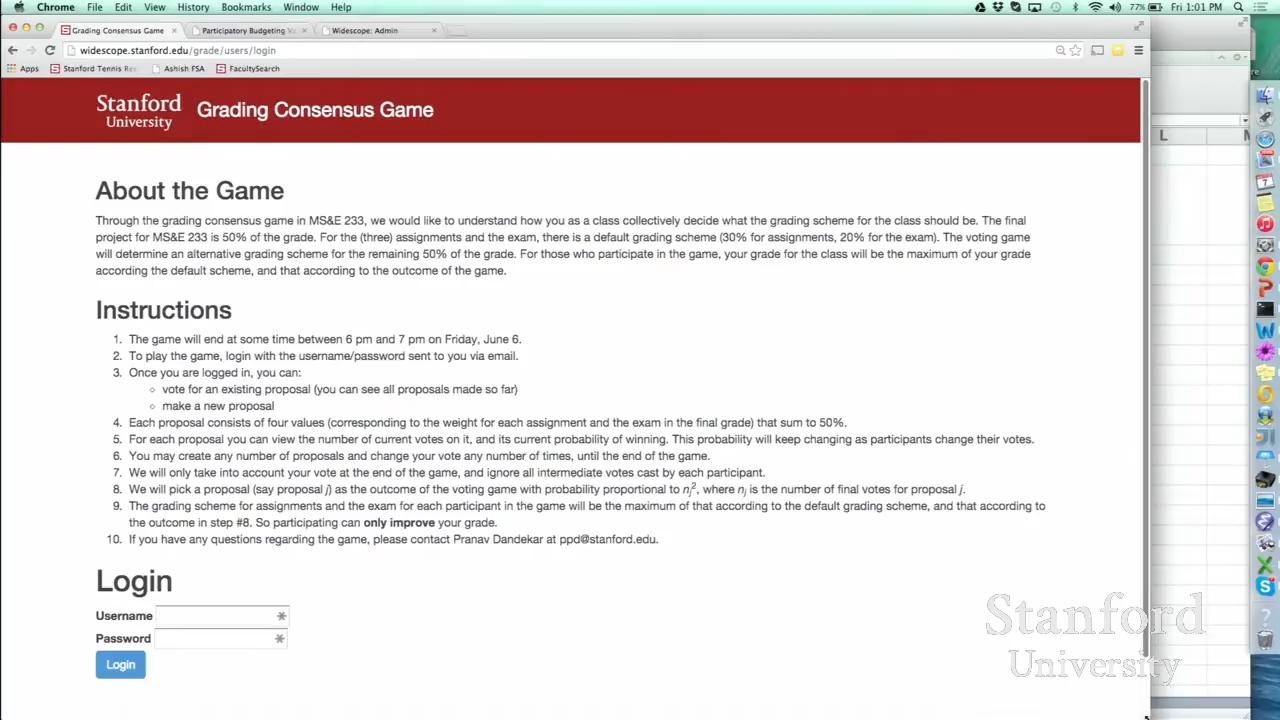 Chrome File Edit View History Bookmarks Window Help 77% Fri 1:01 PM
Grading Consensus Game Participatory Budgeting Widescope: Admin
widescope.stanford.edu/grade/users/login
Apps Stanford Tennis Ashish FSA FacultySearch
Stanford
University
Grading Consensus Game
L
About the Game
Through the grading consensus game in MS&E 233, we would like to understand how you as a class collectively decide what the grading scheme for the class should be. The final
project for MS&E 233 is 50% of the grade. For the (three) assignments and the exam, there is a default grading scheme (30% for assignments, 20% for the exam). The voting game
will determine an alternative grading scheme for the remaining 50% of the grade. For those who participate in the game, your grade for the class will be the maximum of your grade
according the default scheme, and that according to the outcome of the game.
Instructions
1. The game will end at some time between 6 pm and 7 pm on Friday, June 6.
2. To play the game, login with the username/password sent to you via email.
3. Once you are logged in, you can:
◦ vote for an existing proposal (you can see all proposals made so far)
◦ make a new proposal
4. Each proposal consists of four values (corresponding to the weight for each assignment and the exam in the final grade) that sum to 50%.
5. For each proposal you can view the number of current votes on it, and its current probability of winning. This probability will keep changing as participants change their votes.
6. You may create any number of proposals and change your vote any number of times, until the end of the game.
7. We will only take into account your vote at the end of the game, and ignore all intermediate votes cast by each participant.
8. We will pick a proposal (say proposal j) as the outcome of the voting game with probability proportional to nj², where nj is the number of final votes for proposal j.
9. The grading scheme for assignments and the exam for each participant in the game will be the maximum of that according to the default grading scheme, and that according to
the outcome in step #8. So participating can only improve your grade.
10. If you have any questions regarding the game, please contact Pranav Dandekar at ppd@stanford.edu.
Login
Username
Password
Login
Stanford
University